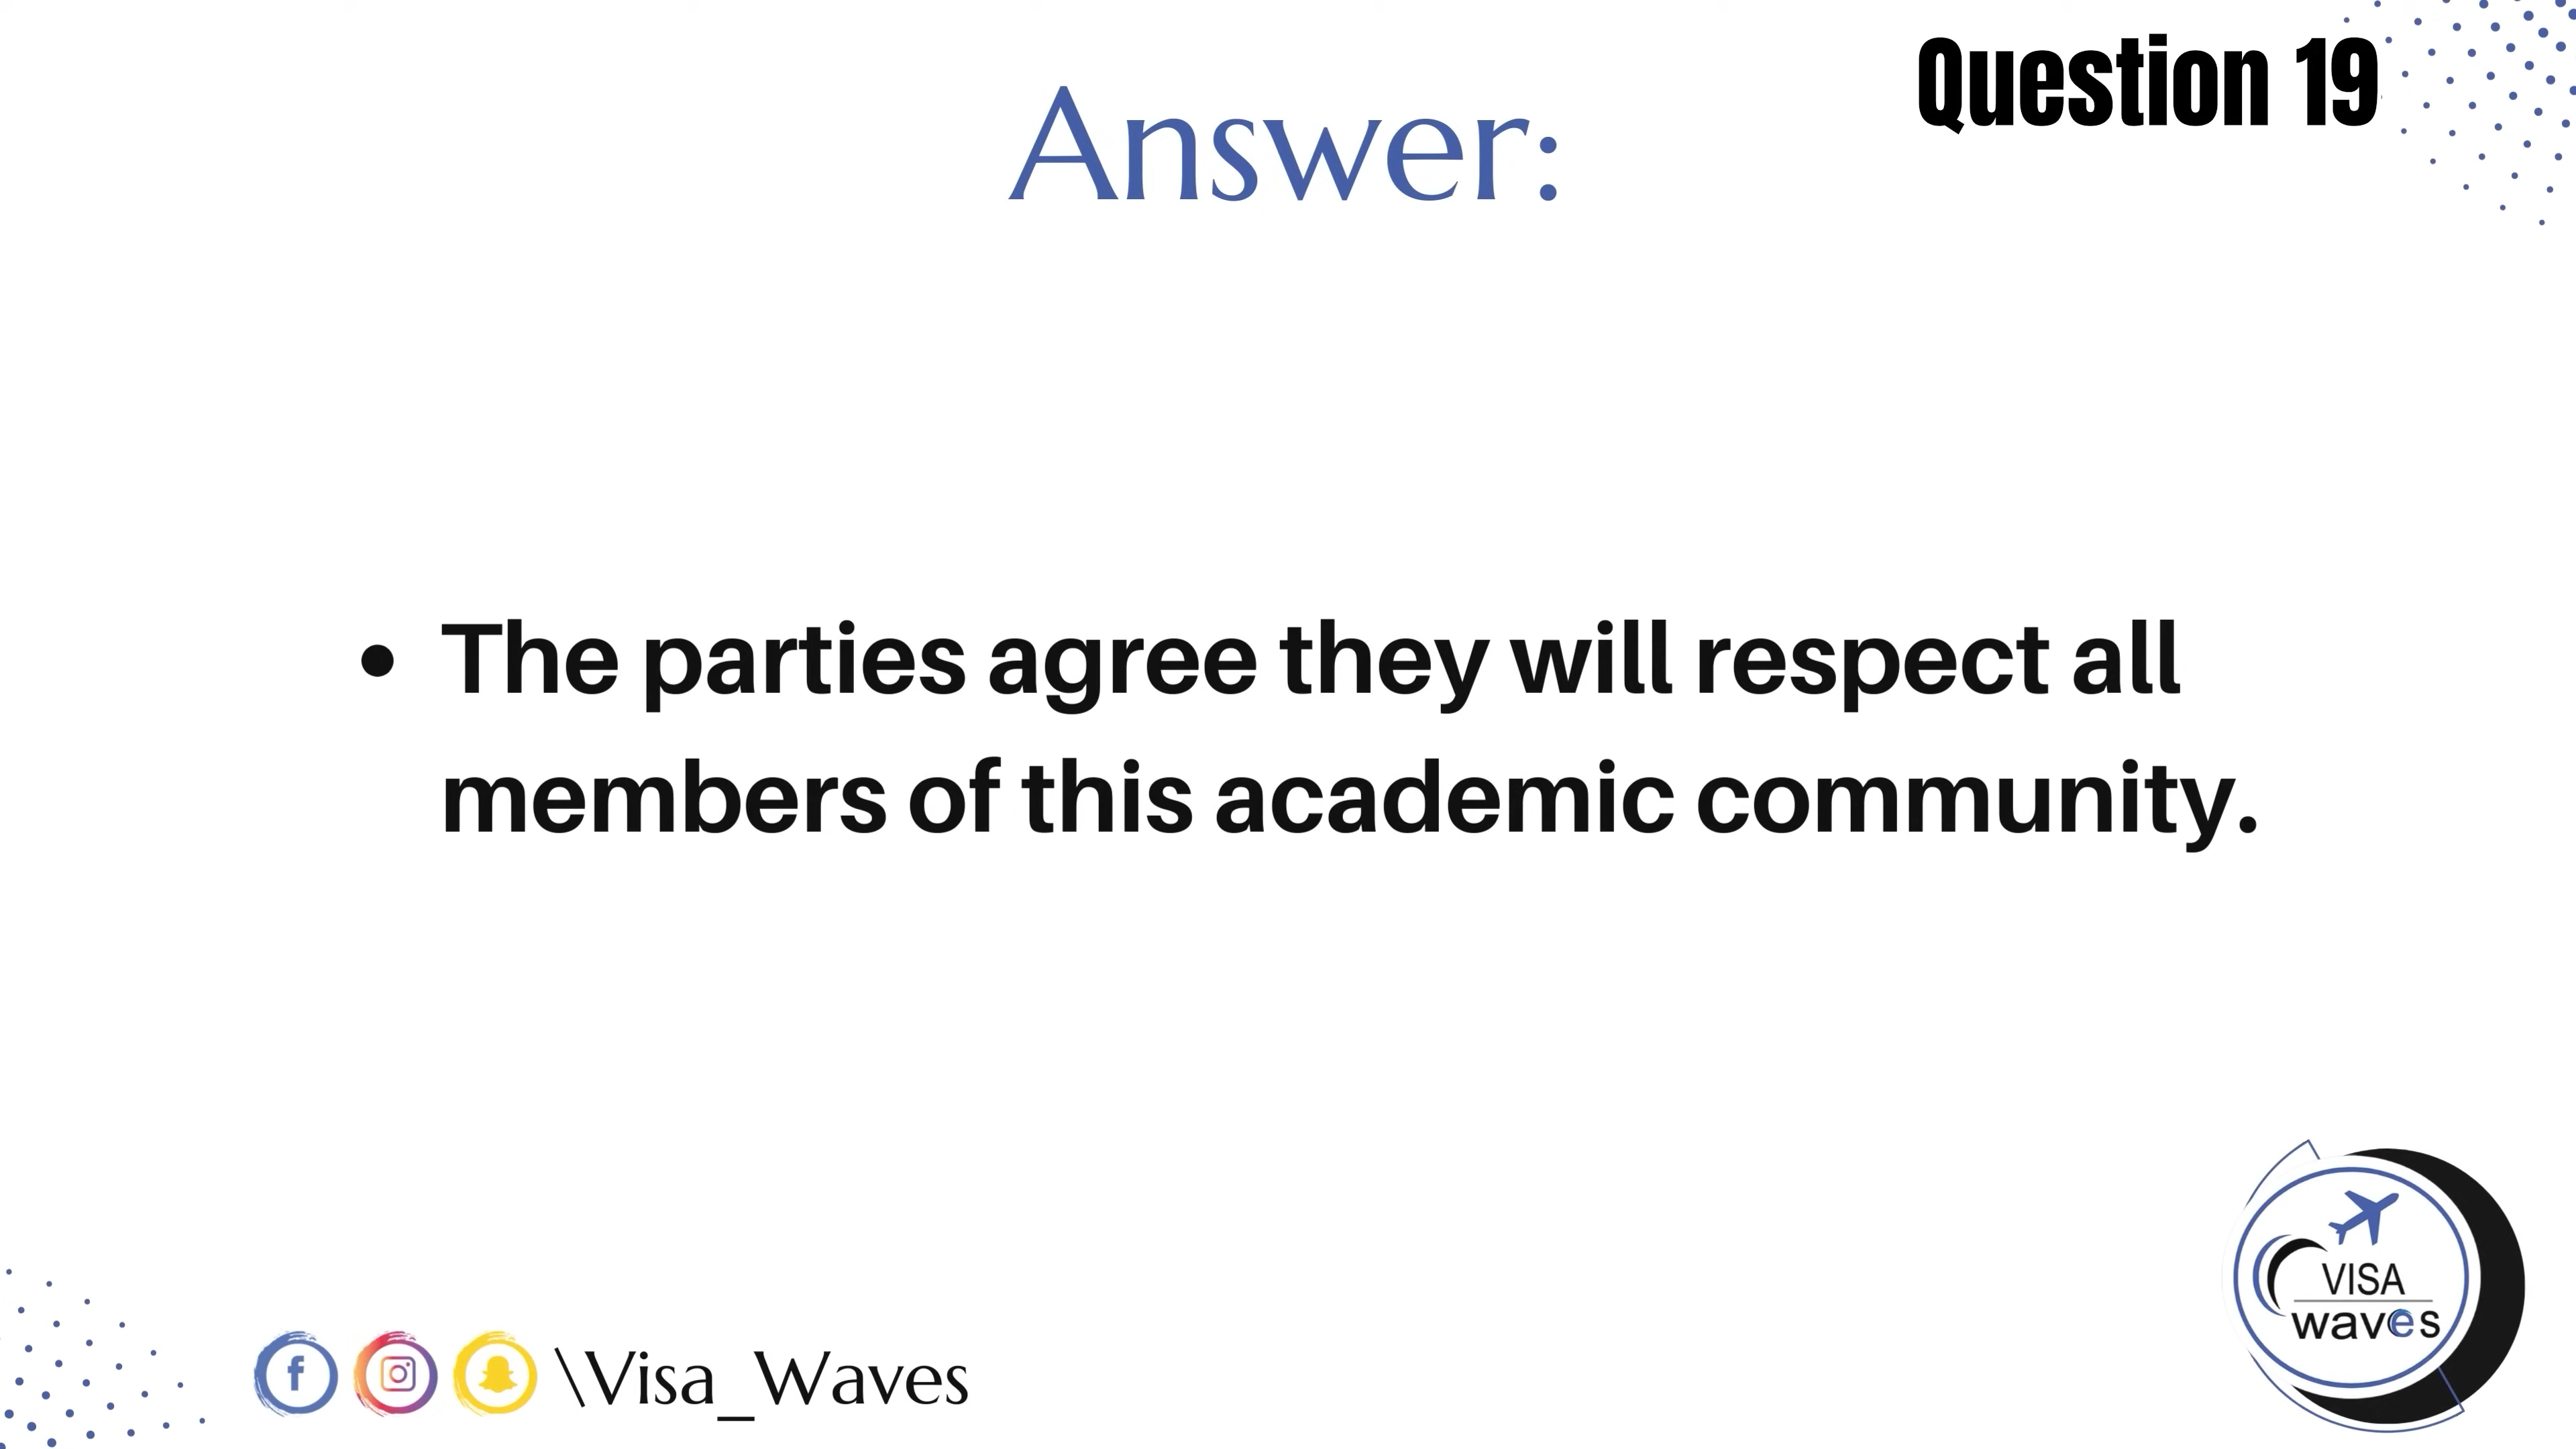 Question 19
Answer:
• The parties agree they will respect all
members of this academic community.
VISA
waves
\Visa_Waves